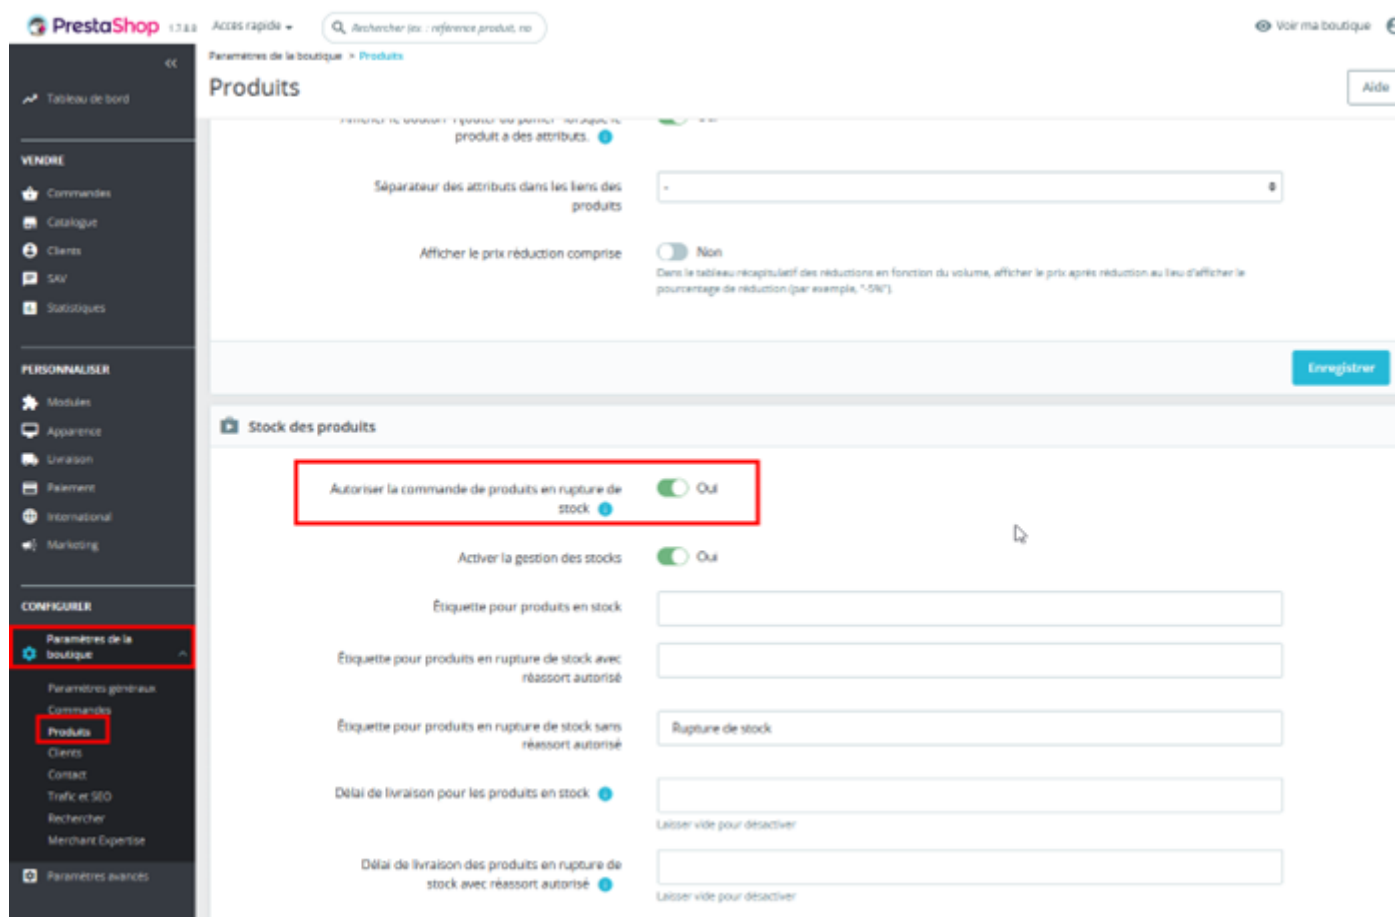 PrestaShop
Accès rapide
Rechercher (ex. : référence produit, no
Voir ma boutique
Paramètres de la boutique > Produits
Produits
Aide
Tableau de bord
VENDRE
Commandes
Catalogue
Clients
SAV
Statistiques
PERSONNALISER
Modules
Apparence
Livraison
Paiement
International
Marketing
CONFIGURER
Paramètres de la
boutique
Paramètres généraux
Commandes
Produits
Clients
Contact
Trafic et SEO
Rechercher
Merchant Expertise
Paramètres avancés
produit a des attributs.
Séparateur des attributs dans les liens des
produits
-
Afficher le prix réduction comprise
Non
Dans le tableau récapitulatif des réductions en fonction du volume, afficher le prix après réduction au lieu d'afficher le
pourcentage de réduction (par exemple, "-5%").
Enregistrer
Stock des produits
Autoriser la commande de produits en rupture de
stock
Oui
Activer la gestion des stocks
Oui
Étiquette pour produits en stock
Étiquette pour produits en rupture de stock avec
réassort autorisé
Étiquette pour produits en rupture de stock sans
réassort autorisé
Rupture de stock
Délai de livraison pour les produits en stock
Laisser vide pour désactiver
Délai de livraison des produits en rupture de
stock avec réassort autorisé
Laisser vide pour désactiver